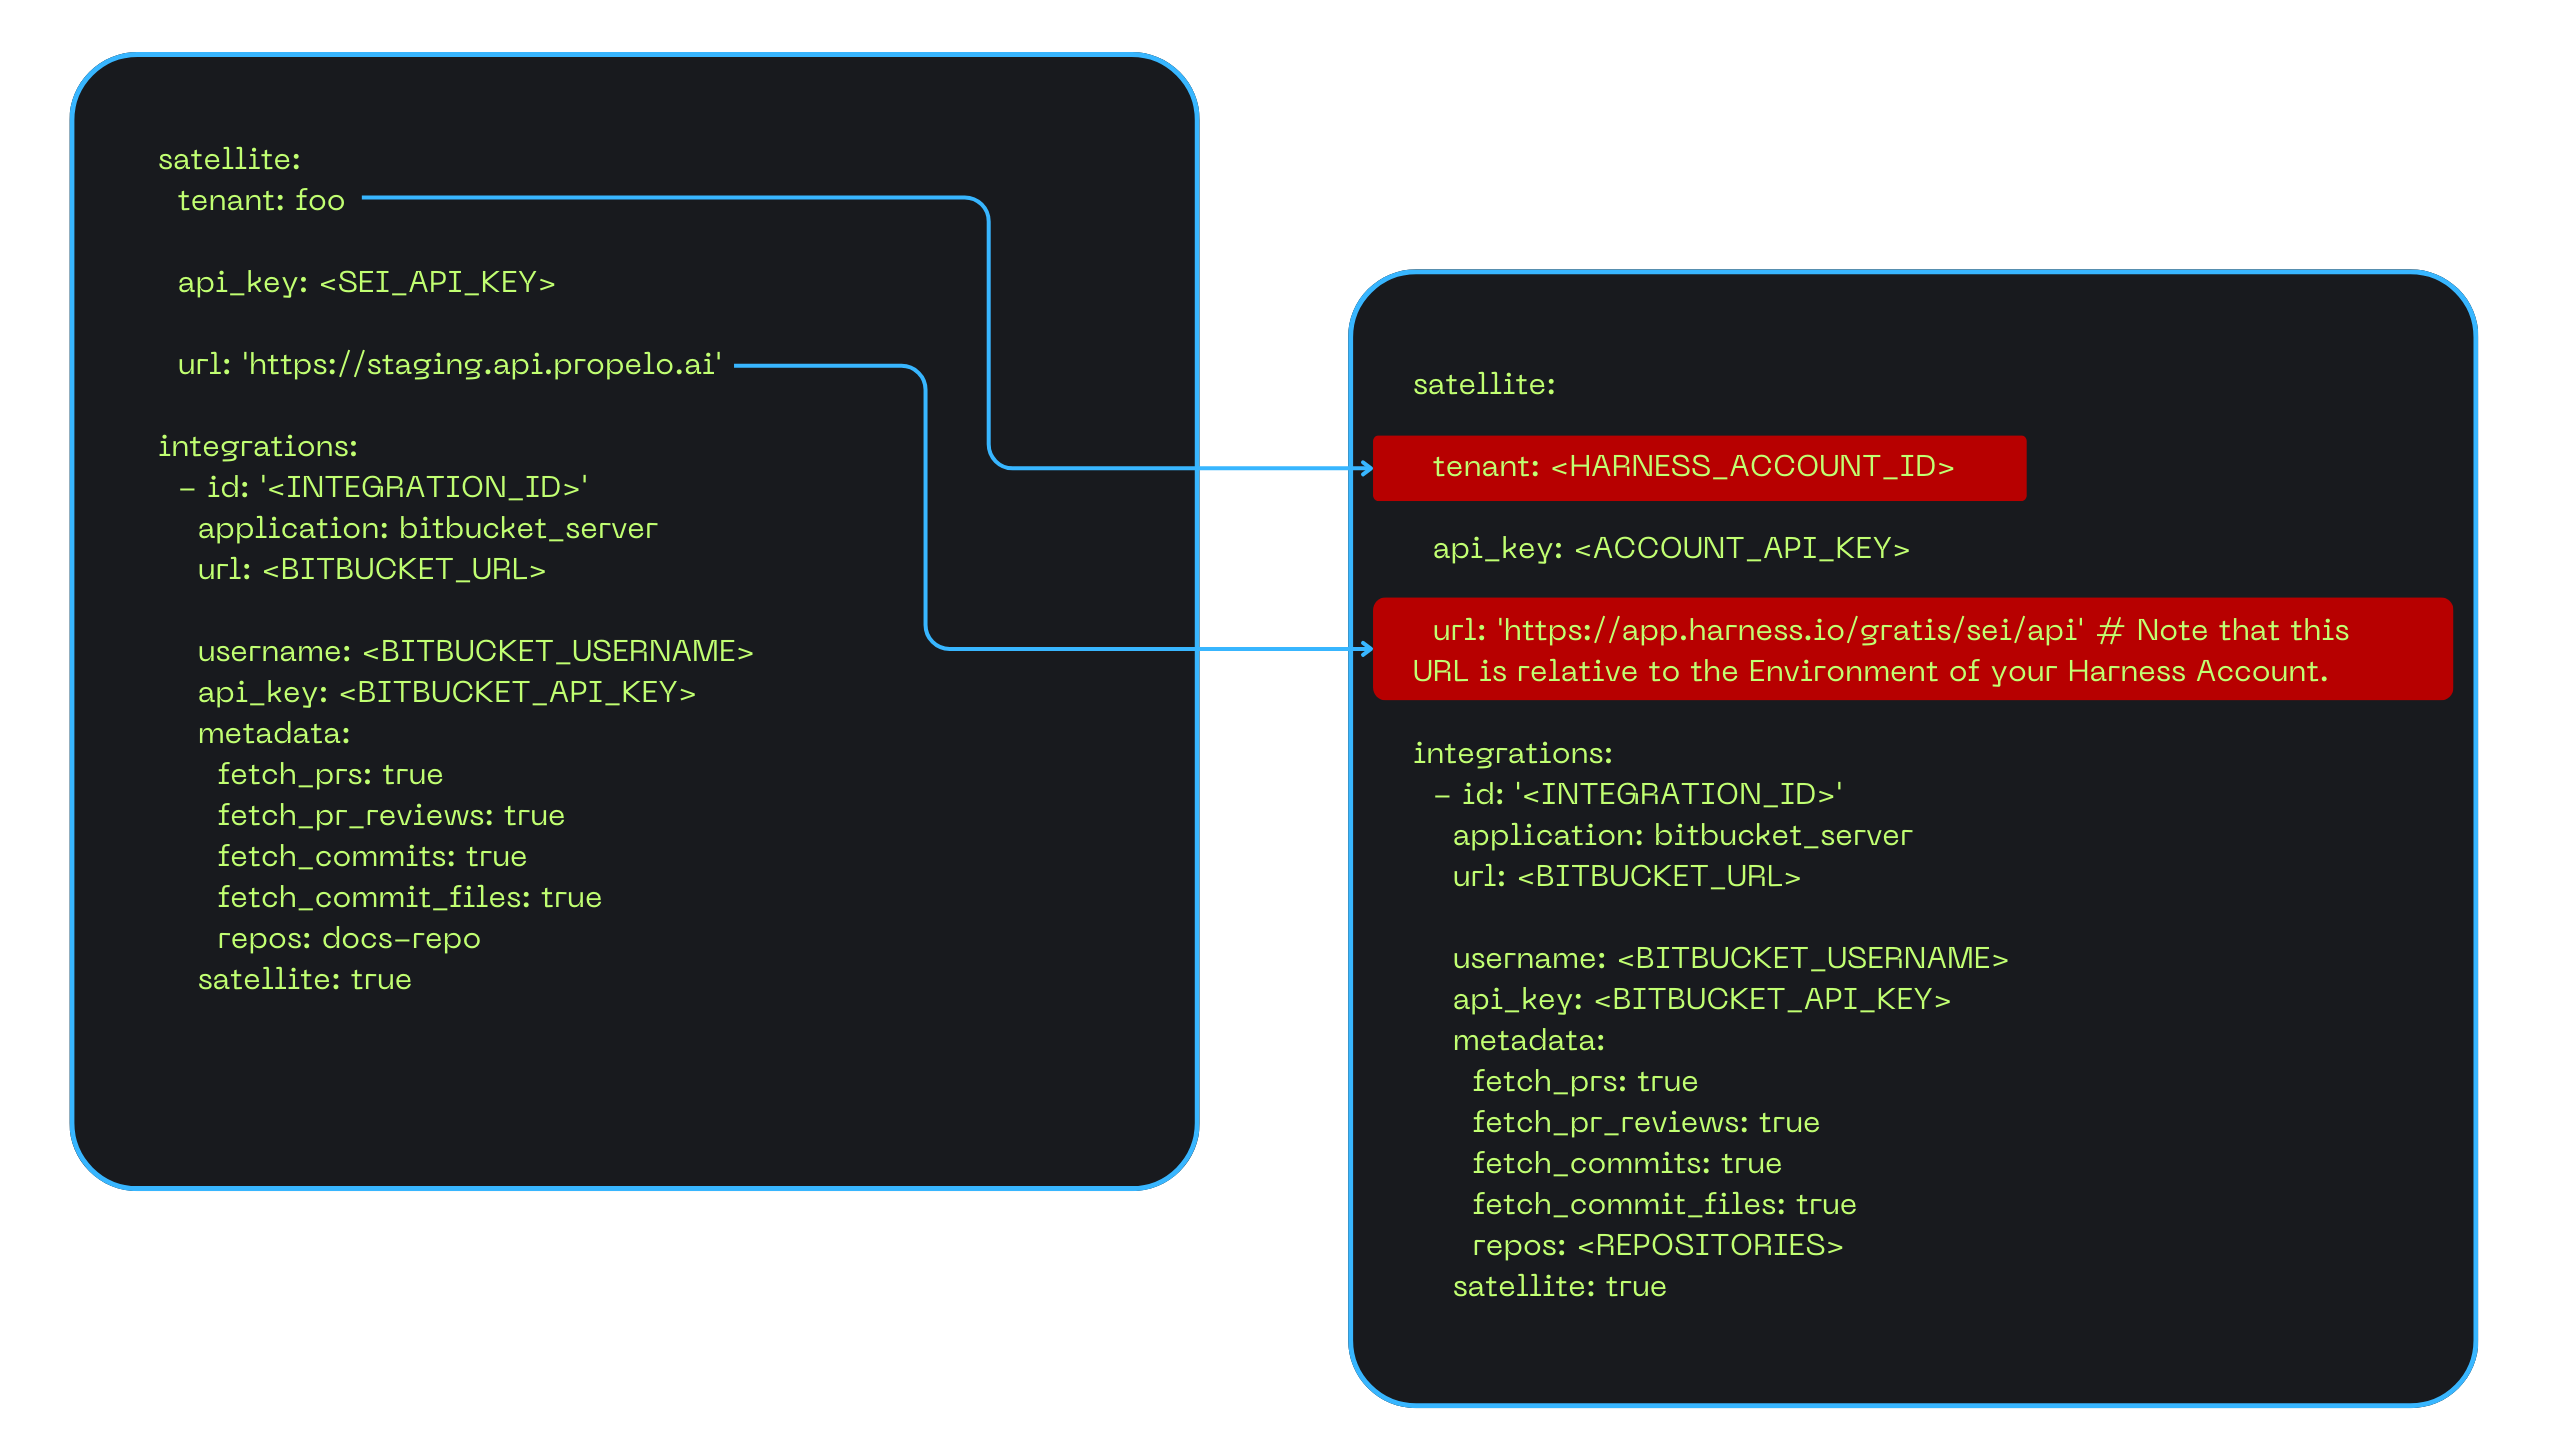 satellite:
tenant: foo
api_key: <SEI_API_KEY>
url: 'https://staging.api.propelo.ai'
integrations:
- id: '<INTEGRATION_ID>'
application: bitbucket_server
url: <BITBUCKET_URL>
username: <BITBUCKET_USERNAME>
api_key: <BITBUCKET_API_KEY>
metadata:
fetch_prs: true
fetch_pr_reviews: true
fetch_commits: true
fetch_commit_files: true
repos: docs-repo
satellite: true
satellite:
tenant: <HARNESS_ACCOUNT_ID>
api_key: <ACCOUNT_API_KEY>
url: 'https://app.harness.io/gratis/sei/api' # Note that this
URL is relative to the Environment of your Harness Account.
integrations:
- id: '<INTEGRATION_ID>'
application: bitbucket_server
url: <BITBUCKET_URL>
username: <BITBUCKET_USERNAME>
api_key: <BITBUCKET_API_KEY>
metadata:
fetch_prs: true
fetch_pr_reviews: true
fetch_commits: true
fetch_commit_files: true
repos: <REPOSITORIES>
satellite: true